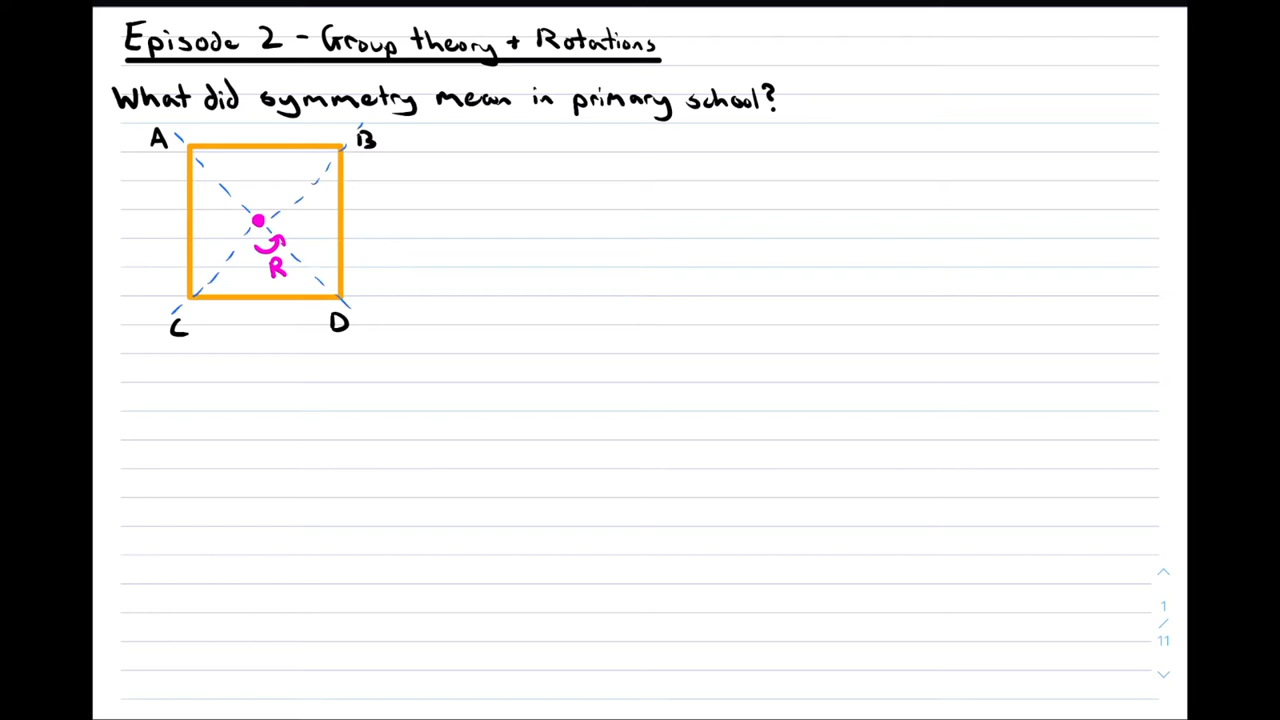 Episode 2 - Group theory + Rotations
What did symmetry mean in primary school?
A B
R
C D
1
/
11